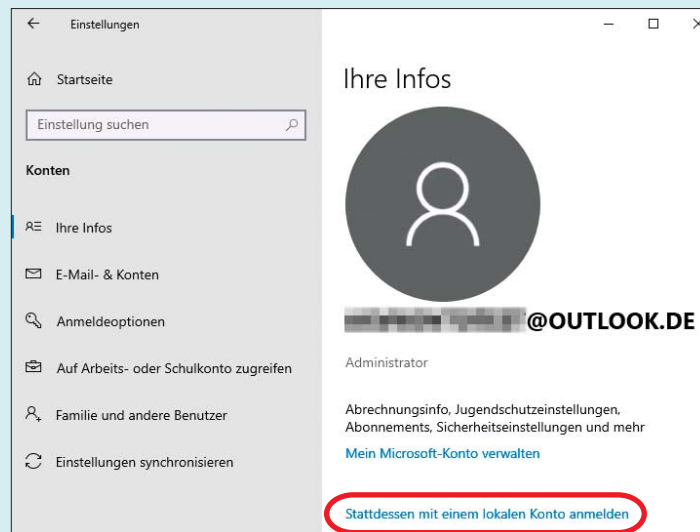 Einstellungen
Startseite
Einstellung suchen
Konten
Ihre Infos
E-Mail- & Konten
Anmeldeoptionen
Auf Arbeits- oder Schulkonto zugreifen
Familie und andere Benutzer
Einstellungen synchronisieren
Ihre Infos
@OUTLOOK.DE
Administrator
Abrechnungsinfo, Jugendschutzeinstellungen,
Abonnements, Sicherheitseinstellungen und mehr
Mein Microsoft-Konto verwalten
Stattdessen mit einem lokalen Konto anmelden